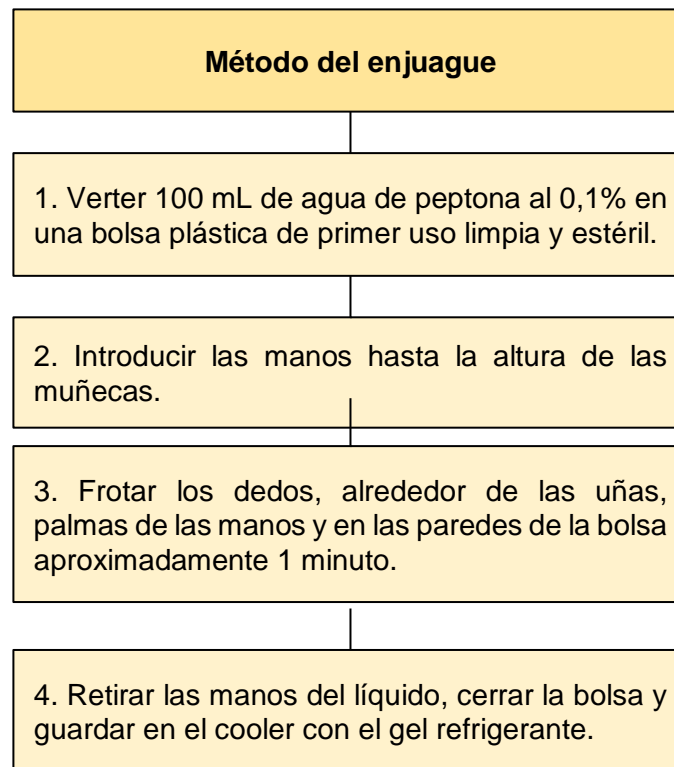 Método del enjuague
1. Verter 100 mL de agua de peptona al 0,1% en
una bolsa plástica de primer uso limpia y estéril.
2. Introducir las manos hasta la altura de las
muñecas.
3. Frotar los dedos, alrededor de las uñas,
palmas de las manos y en las paredes de la bolsa
aproximadamente 1 minuto.
4. Retirar las manos del líquido, cerrar la bolsa y
guardar en el cooler con el gel refrigerante.